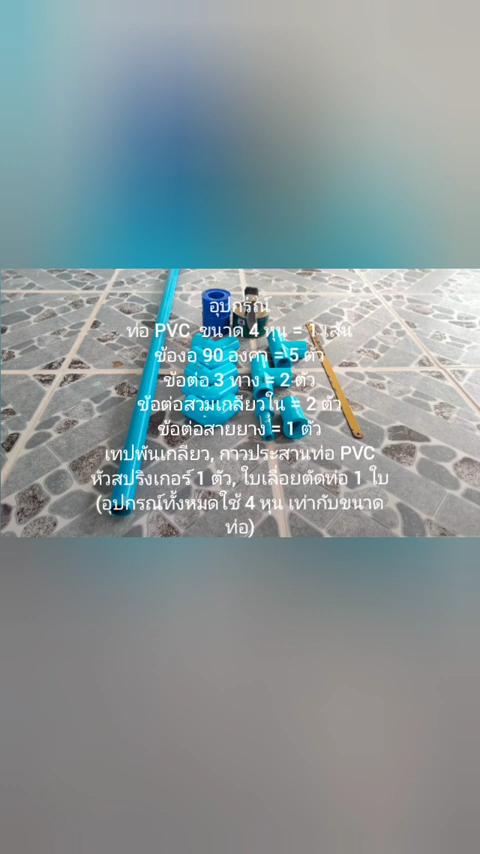 อุปกรณ์
ท่อ PVC ขนาด 4 หุน = 1 เส้น
ข้องอ 90 องศา = 5 ตัว
ข้อต่อ 3 ทาง = 2 ตัว
ข้อต่อสวมเกลียวใน = 2 ตัว
ข้อต่อสายยาง = 1 ตัว
เทปพันเกลียว, กาวประสานท่อ PVC
หัวสปริงเกอร์ 1 ตัว, ใบเลื่อยตัดท่อ 1 ใบ
(อุปกรณ์ทั้งหมดใช้ 4 หุน เท่ากับขนาด
ท่อ)